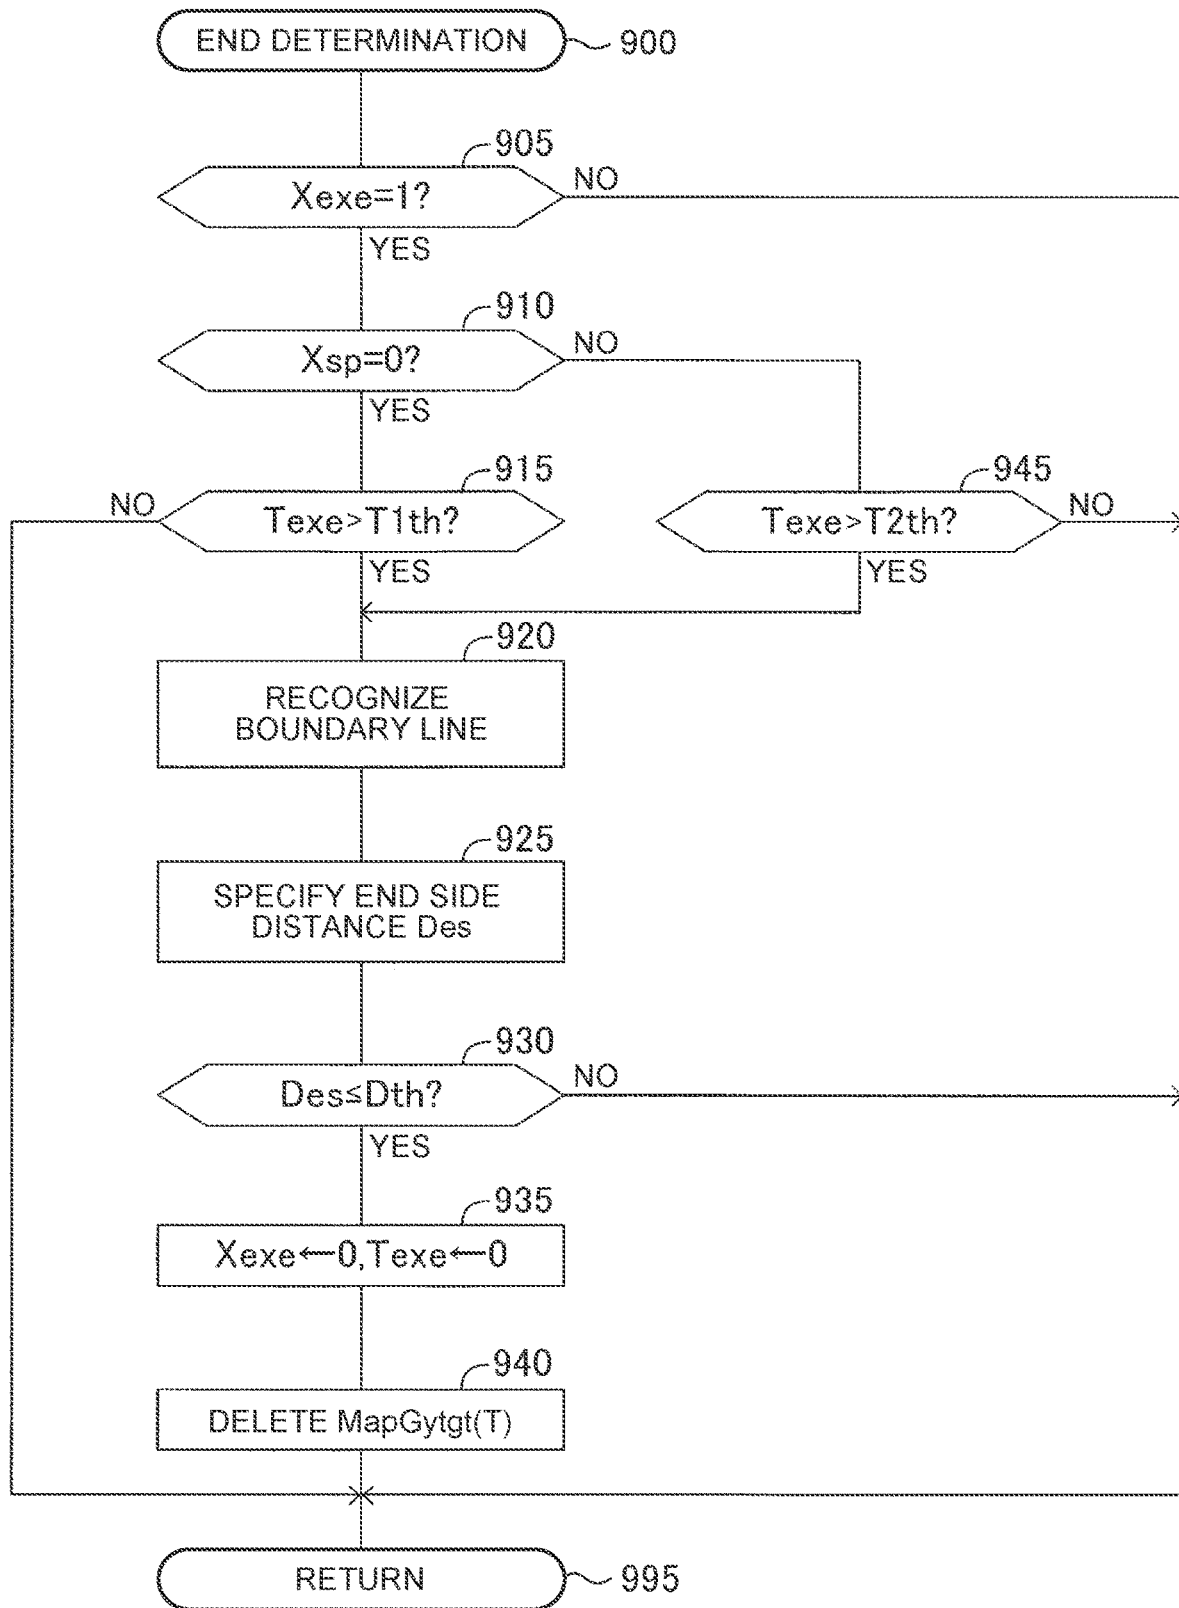 END DETERMINATION
900
905
Xexe=1?
NO
YES
910
Xsp=0?
NO
YES
915
NO
Texe>T1th?
YES
945
Texe>T2th?
NO
YES
920
RECOGNIZE
BOUNDARY LINE
925
SPECIFY END SIDE
DISTANCE Des
930
Des≤Dth?
NO
YES
935
Xexe←0,Texe←0
940
DELETE MapGytgt(T)
RETURN
995